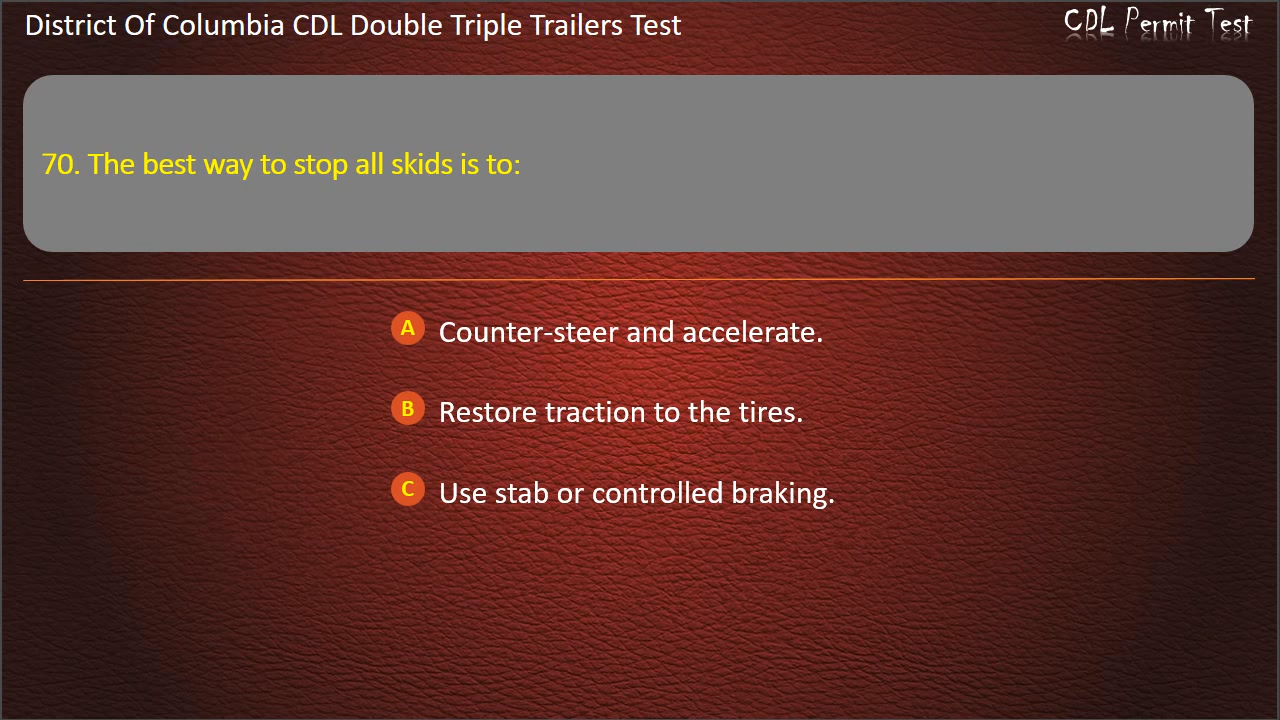 District Of Columbia CDL Double Triple Trailers Test
CDL Permit Test
70. The best way to stop all skids is to:
A Counter-steer and accelerate.
B Restore traction to the tires.
C Use stab or controlled braking.